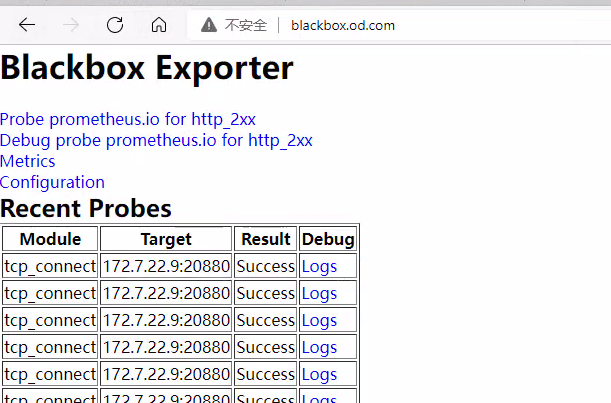 不安全 blackbox.od.com
Blackbox Exporter
Probe prometheus.io for http_2xx
Debug probe prometheus.io for http_2xx
Metrics
Configuration
Recent Probes
Module Target Result Debug
tcp_connect 172.7.22.9:20880 Success Logs
tcp_connect 172.7.22.9:20880 Success Logs
tcp_connect 172.7.22.9:20880 Success Logs
tcp_connect 172.7.22.9:20880 Success Logs
tcp_connect 172.7.22.9:20880 Success Logs
tcp_connect 172.7.22.9:20880 Success Logs